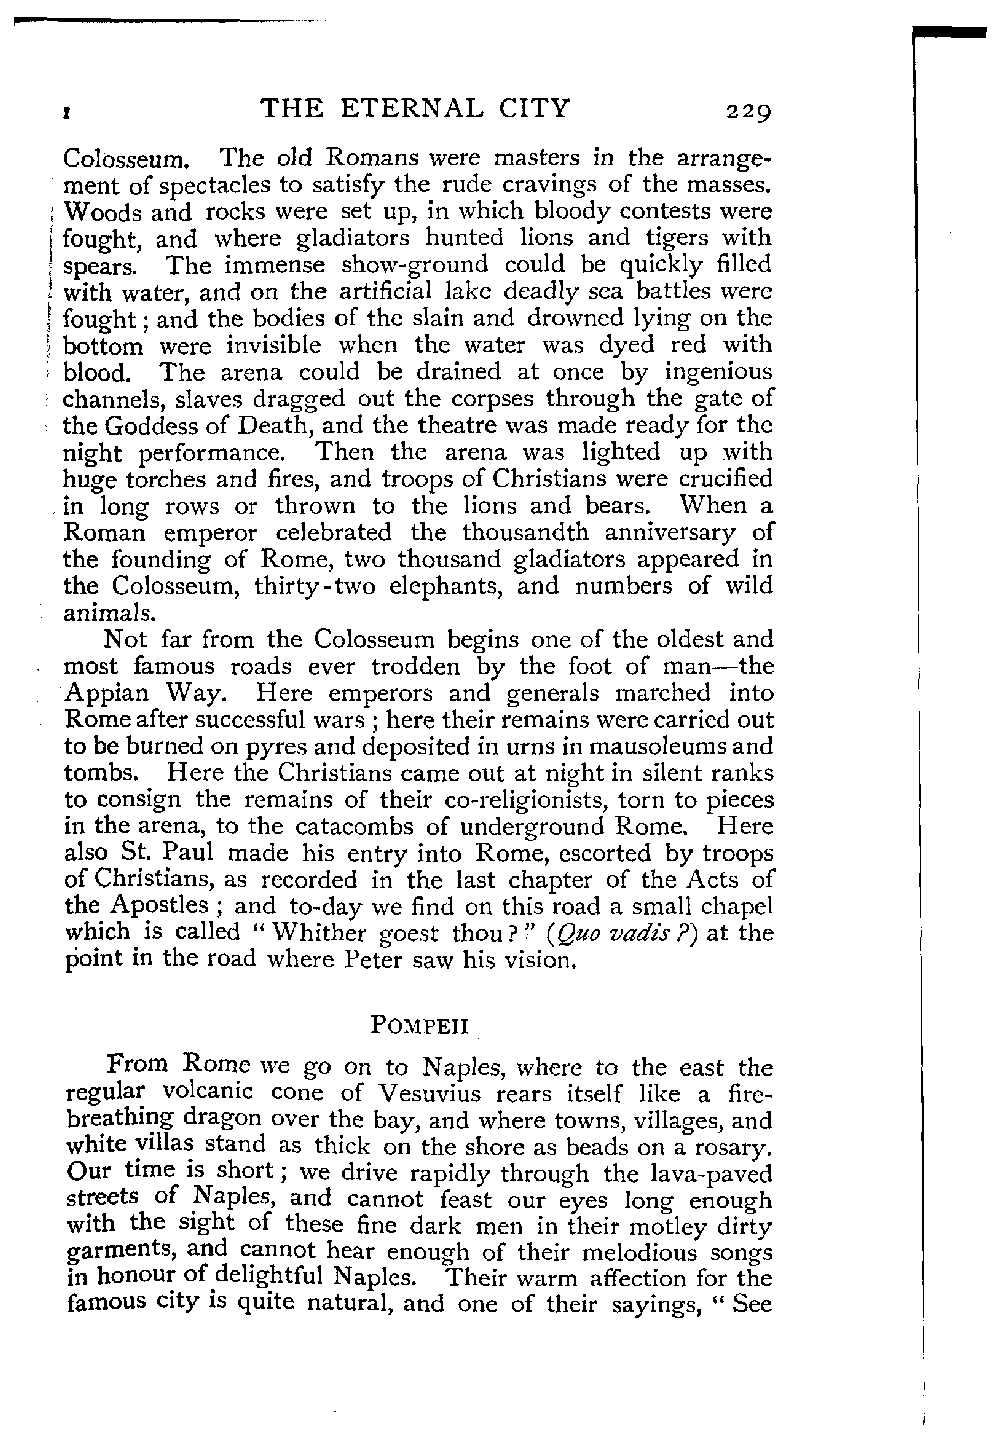 I THE ETERNAL CITY 229
Colosseum. The old Romans were masters in the arrange-
ment of spectacles to satisfy the rude cravings of the masses.
Woods and rocks were set up, in which bloody contests were
fought, and where gladiators hunted lions and tigers with
spears. The immense show-ground could be quickly filled
with water, and on the artificial lake deadly sea battles were
fought ; and the bodies of the slain and drowned lying on the
bottom were invisible when the water was dyed red with
blood. The arena could be drained at once by ingenious
channels, slaves dragged out the corpses through the gate of
the Goddess of Death, and the theatre was made ready for the
night performance. Then the arena was lighted up with
huge torches and fires, and troops of Christians were crucified
in long rows or thrown to the lions and bears. When a
Roman emperor celebrated the thousandth anniversary of
the founding of Rome, two thousand gladiators appeared in
the Colosseum, thirty-two elephants, and numbers of wild
animals.
Not far from the Colosseum begins one of the oldest and
most famous roads ever trodden by the foot of man—the
Appian Way. Here emperors and generals marched into
Rome after successful wars ; here their remains were carried out
to be burned on pyres and deposited in urns in mausoleums and
tombs. Here the Christians came out at night in silent ranks
to consign the remains of their co-religionists, torn to pieces
in the arena, to the catacombs of underground Rome. Here
also St. Paul made his entry into Rome, escorted by troops
of Christians, as recorded in the last chapter of the Acts of
the Apostles ; and to-day we find on this road a small chapel
which is called "Whither goest thou?" (Quo vadis?) at the
point in the road where Peter saw his vision.
POMPEII
From Rome we go on to Naples, where to the east the
regular volcanic cone of Vesuvius rears itself like a fire-
breathing dragon over the bay, and where towns, villages, and
white villas stand as thick on the shore as beads on a rosary.
Our time is short ; we drive rapidly through the lava-paved
streets of Naples, and cannot feast our eyes long enough
with the sight of these fine dark men in their motley dirty
garments, and cannot hear enough of their melodious songs
in honour of delightful Naples. Their warm affection for the
famous city is quite natural, and one of their sayings, "See